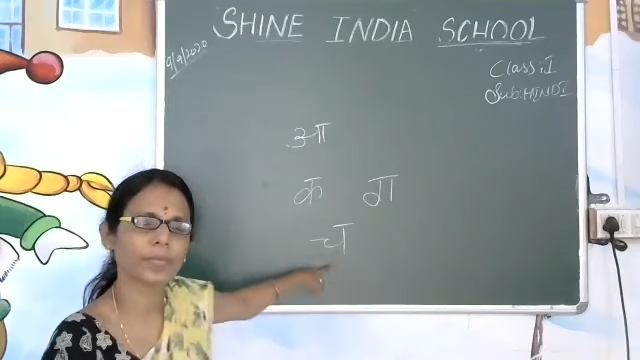 SHINE INDIA SCHOOL
9/9/2020
Class: I
Sub: HINDI
आ
क ग
च